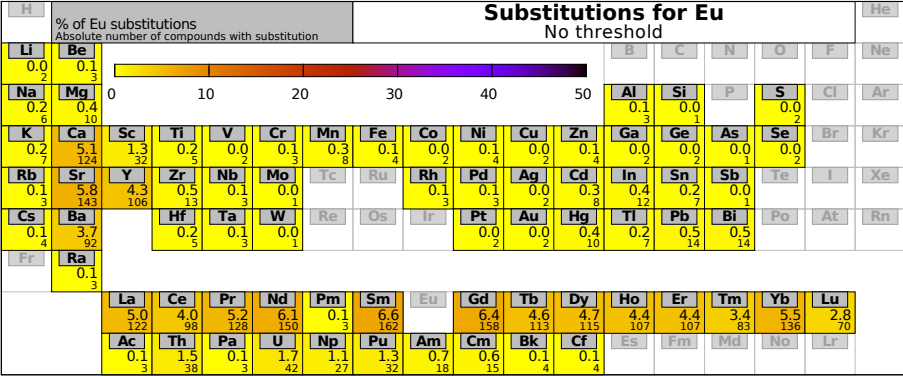 H He
% of Eu substitutions
Absolute number of compounds with substitution
Substitutions for Eu
No threshold
Li Be B C N O F Ne
0.0 0.1
2 3
0 10 20 30 40 50
Na Mg Al Si P S Cl Ar
0.2 0.4 0.1 0.0 0.0
6 10 3 1 2
K Ca Sc Ti V Cr Mn Fe Co Ni Cu Zn Ga Ge As Se Br Kr
0.2 5.1 1.3 0.2 0.0 0.1 0.3 0.1 0.0 0.1 0.0 0.1 0.0 0.0 0.0 0.0
7 124 32 5 2 3 8 4 2 4 2 4 2 2 1 2
Rb Sr Y Zr Nb Mo Tc Ru Rh Pd Ag Cd In Sn Sb Te I Xe
0.1 5.8 4.3 0.5 0.1 0.0 0.1 0.1 0.0 0.3 0.4 0.2 0.0
3 143 106 13 3 1 3 3 2 8 12 7 1
Cs Ba Hf Ta W Re Os Ir Pt Au Hg Tl Pb Bi Po At Rn
0.1 3.7 0.2 0.1 0.0 0.0 0.0 0.4 0.2 0.5 0.5
4 92 5 3 1 2 2 10 7 14 14
Fr Ra
0.1
3
La Ce Pr Nd Pm Sm Eu Gd Tb Dy Ho Er Tm Yb Lu
5.0 4.0 5.2 6.1 0.1 6.6 6.4 4.6 4.7 4.4 4.4 3.4 5.5 2.8
122 98 128 150 3 162 158 113 115 107 107 83 136 70
Ac Th Pa U Np Pu Am Cm Bk Cf Es Fm Md No Lr
0.1 1.5 0.1 1.7 1.1 1.3 0.7 0.6 0.1 0.1
3 38 3 42 27 32 18 15 4 4